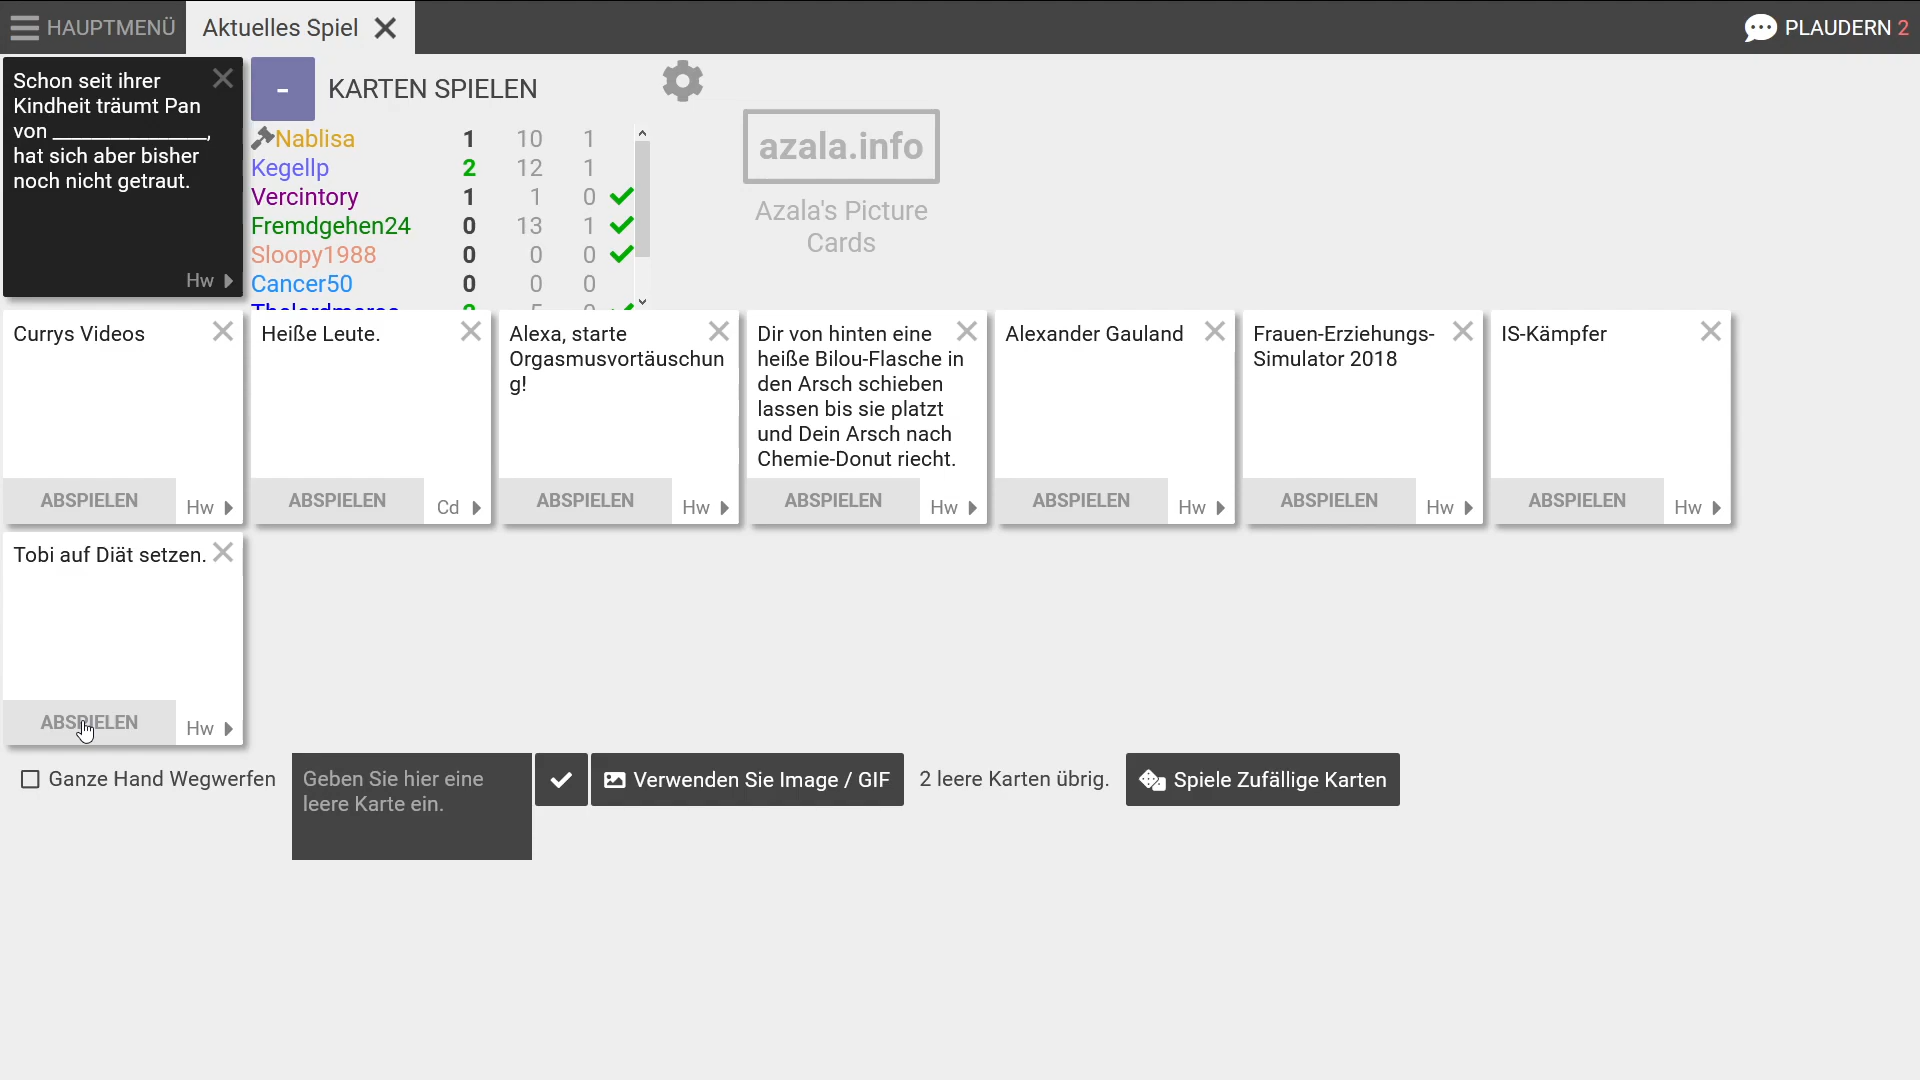 HAUPTMENÜ
Aktuelles Spiel
PLAUDERN 2
Schon seit ihrer
Kindheit träumt Pan
von ______________,
hat sich aber bisher
noch nicht getraut.
Hw
-
KARTEN SPIELEN
Nablisa 1 10 1
Kegellp 2 12 1
Vercintory 1 1 0
Fremdgehen24 0 13 1
Sloopy1988 0 0 0
Cancer50 0 0 0
azala.info
Azala's Picture
Cards
Currys Videos
ABSPIELEN
Hw
Heiße Leute.
ABSPIELEN
Cd
Alexa, starte
Orgasmusvortäuschun
g!
ABSPIELEN
Hw
Dir von hinten eine
heiße Bilou-Flasche in
den Arsch schieben
lassen bis sie platzt
und Dein Arsch nach
Chemie-Donut riecht.
ABSPIELEN
Hw
Alexander Gauland
ABSPIELEN
Hw
Frauen-Erziehungs-
Simulator 2018
ABSPIELEN
Hw
IS-Kämpfer
ABSPIELEN
Hw
Tobi auf Diät setzen.
ABSPIELEN
Hw
Ganze Hand Wegwerfen
Geben Sie hier eine
leere Karte ein.
Verwenden Sie Image / GIF
2 leere Karten übrig.
Spiele Zufällige Karten